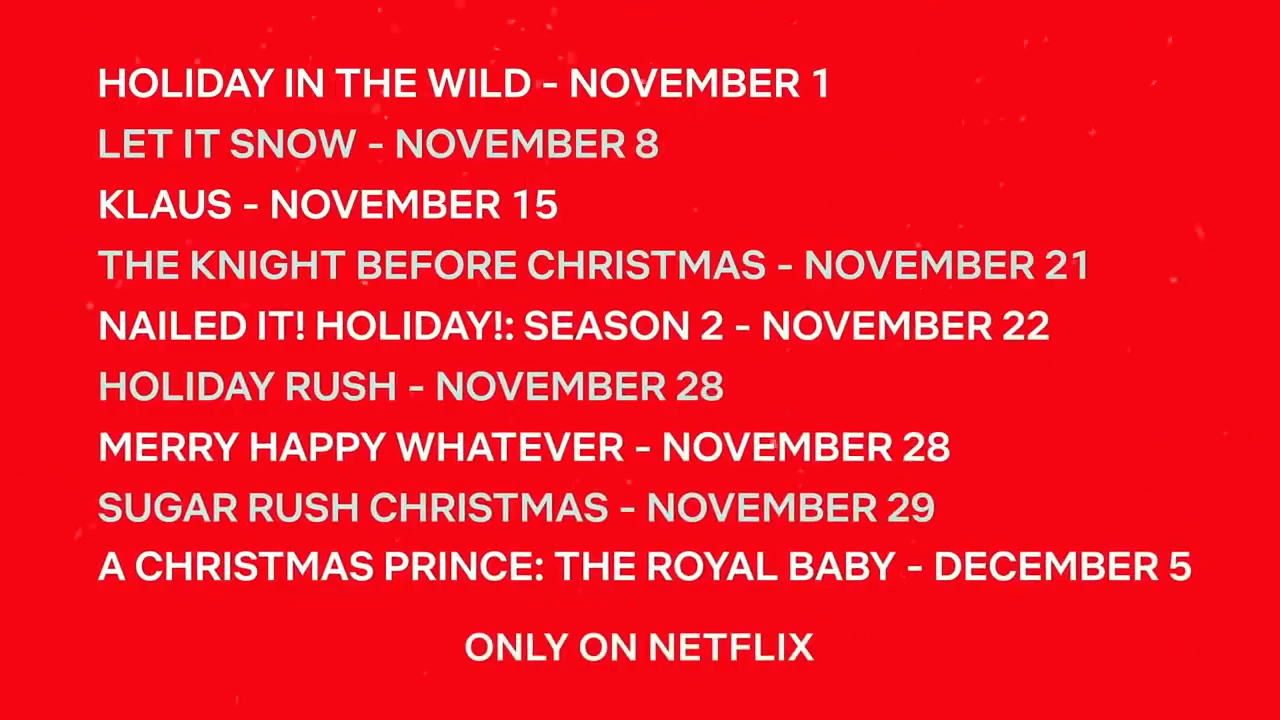 HOLIDAY IN THE WILD - NOVEMBER 1
LET IT SNOW - NOVEMBER 8
KLAUS - NOVEMBER 15
THE KNIGHT BEFORE CHRISTMAS - NOVEMBER 21
NAILED IT! HOLIDAY!: SEASON 2 - NOVEMBER 22
HOLIDAY RUSH - NOVEMBER 28
MERRY HAPPY WHATEVER - NOVEMBER 28
SUGAR RUSH CHRISTMAS - NOVEMBER 29
A CHRISTMAS PRINCE: THE ROYAL BABY - DECEMBER 5
ONLY ON NETFLIX